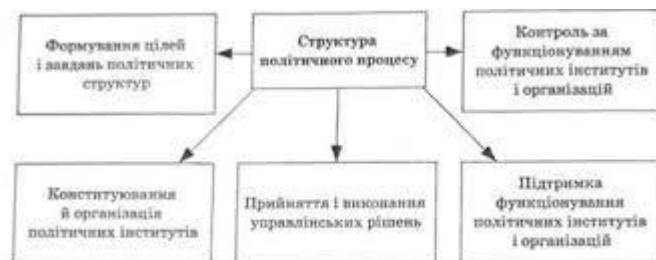 Структура
політичного процесу
Формування цілей
і завдань політичних
структур
Контроль за
функціонуванням
політичних інститутів
і організацій
Конституювання
й організація
політичних інститутів
Прийняття і виконання
управлінських рішень
Підтримка
функціонування
політичних інститутів
і організацій